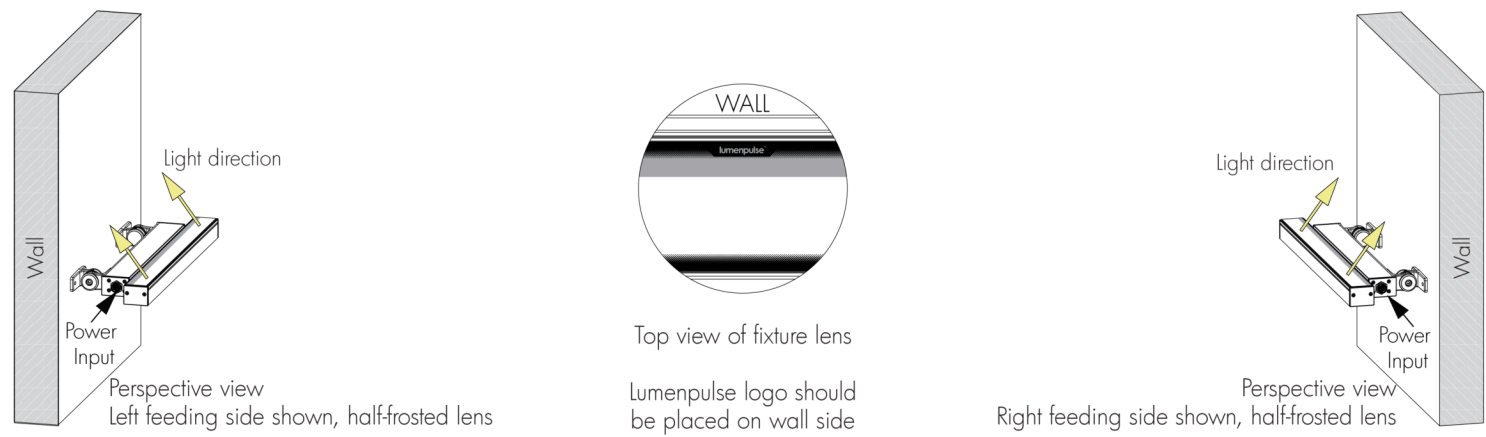 Light direction
Wall
Power
Input
Perspective view
Left feeding side shown, half-frosted lens
WALL
lumenpulse
Top view of fixture lens
Lumenpulse logo should
be placed on wall side
Light direction
Wall
Power
Input
Perspective view
Right feeding side shown, half-frosted lens